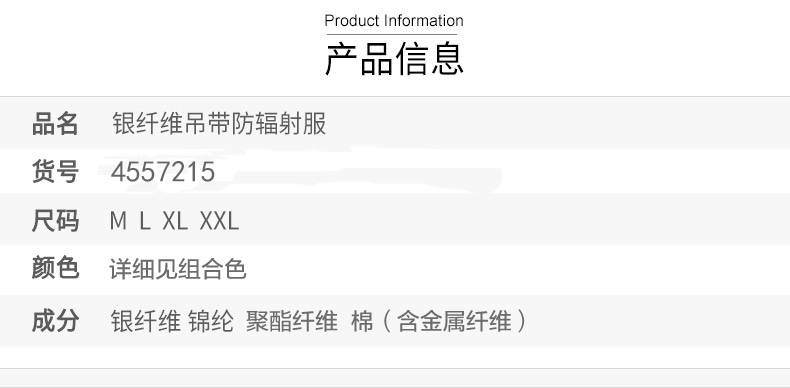 Product Information
产品信息
品名 银纤维吊带防辐射服
货号 4557215
尺码 M L XL XXL
颜色 详细见组合色
成分 银纤维 锦纶 聚酯纤维 棉（含金属纤维）